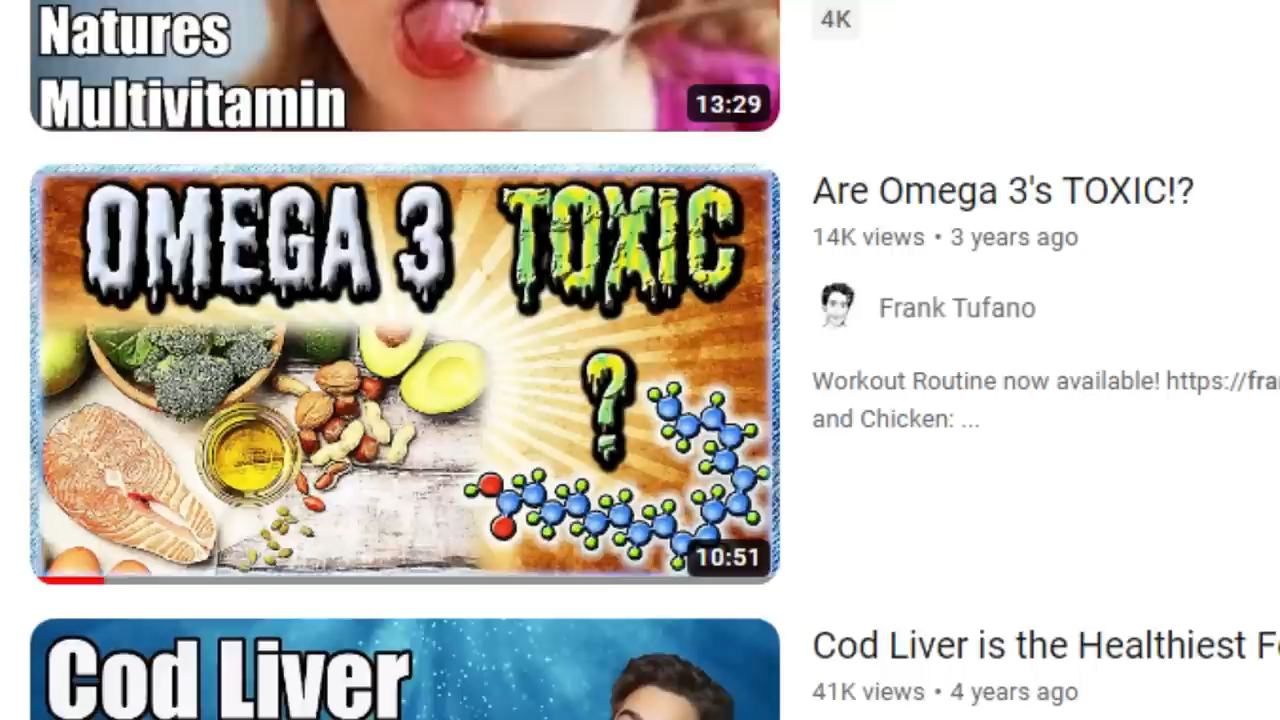 Natures
Multivitamin
13:29
4K
OMEGA 3 TOXIC
?
10:51
Are Omega 3's TOXIC!?
14K views • 3 years ago
Frank Tufano
Workout Routine now available! https://fra
and Chicken: ...
Cod Liver
Cod Liver is the Healthiest
41K views • 4 years ago